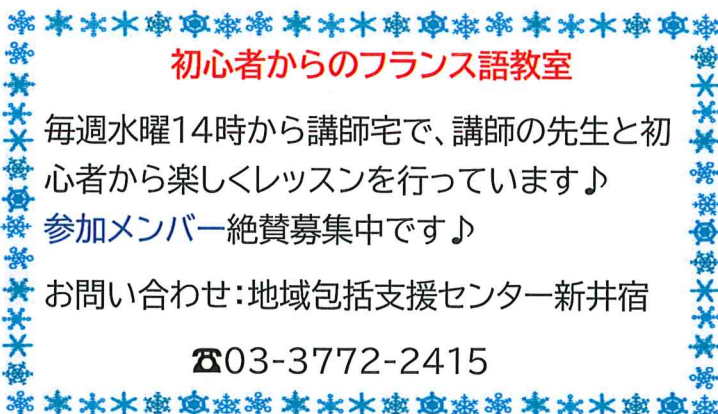 初心者からのフランス語教室
毎週水曜14時から講師宅で、講師の先生と初
心者から楽しくレッスンを行っています♪
参加メンバー絶賛募集中です♪
お問い合わせ：地域包括支援センター新井宿
☎03-3772-2415